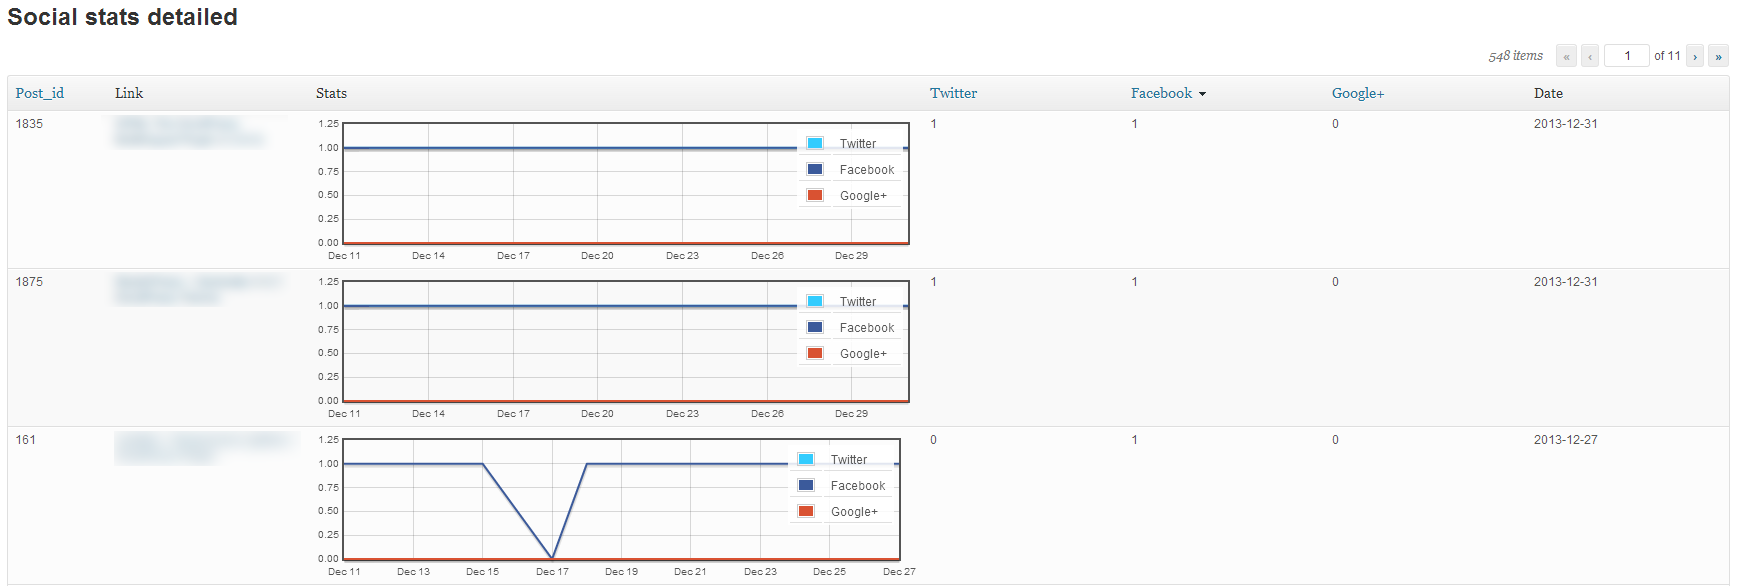 Social stats detailed
548 items « ‹ 1 of 11 › »
Post_id Link Stats Twitter Facebook Google+ Date
1835 1 1 0 2013-12-31
1.25
1.00
0.75
0.50
0.25
0.00
Twitter
Facebook
Google+
Dec 11 Dec 14 Dec 17 Dec 20 Dec 23 Dec 26 Dec 29
1875 1 1 0 2013-12-31
1.25
1.00
0.75
0.50
0.25
0.00
Twitter
Facebook
Google+
Dec 11 Dec 14 Dec 17 Dec 20 Dec 23 Dec 26 Dec 29
161 0 1 0 2013-12-27
1.25
1.00
0.75
0.50
0.25
0.00
Twitter
Facebook
Google+
Dec 11 Dec 13 Dec 15 Dec 17 Dec 19 Dec 21 Dec 23 Dec 25 Dec 27